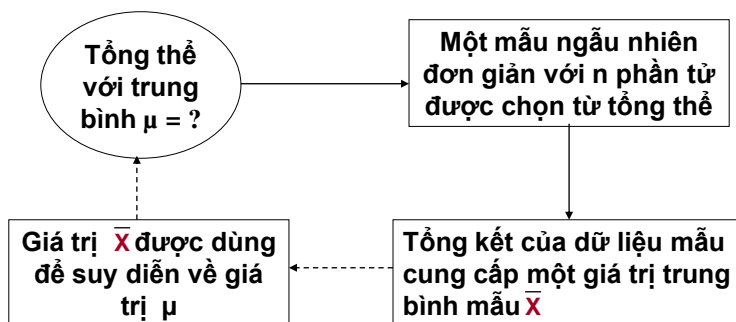 Tổng thể
với trung
bình μ = ?
Một mẫu ngẫu nhiên
đơn giản với n phần tử
được chọn từ tổng thể
Tổng kết của dữ liệu mẫu
cung cấp một giá trị trung
bình mẫu x̅
Giá trị x̅ được dùng
để suy diễn về giá
trị μ